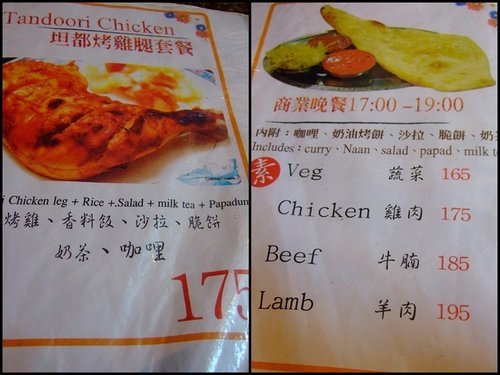 Tandoori Chicken
坦都烤雞腿套餐
Chicken leg + Rice + Salad + milk tea + Papadum
烤雞、香料飯、沙拉、脆餅
奶茶、咖哩
175
商業晚餐17:00 -19:00
內附：咖哩、奶油烤餅、沙拉、脆餅、奶
Includes: curry, Naan, salad, papad, milk
素 Veg 蔬菜 165
Chicken 雞肉 175
Beef 牛腩 185
Lamb 羊肉 195